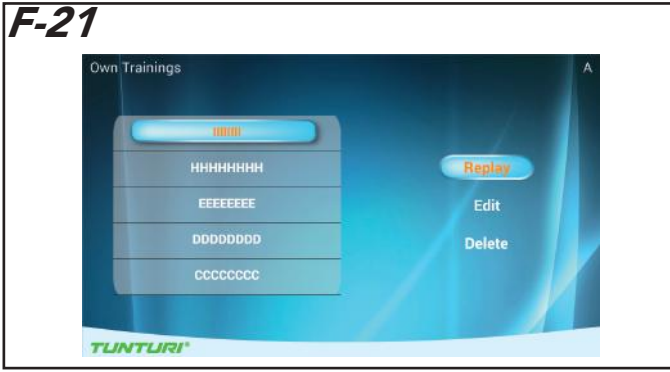 F-21
Own Trainings
A
IIIIIIII
HHHHHHHH
Replay
EEEEEEEE
Edit
DDDDDDDD
Delete
CCCCCCCC
TUNTURI®